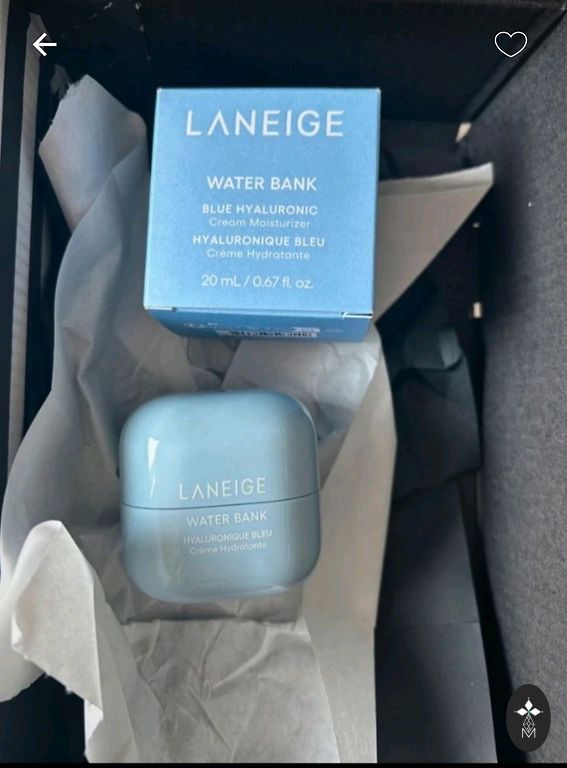 LANEIGE
WATER BANK
BLUE HYALURONIC
Cream Moisturizer
HYALURONIQUE BLEU
Crème Hydratante
20 mL / 0.67 fl. oz.
LANEIGE
WATER BANK
HYALURONIQUE BLEU
Crème Hydratante
M